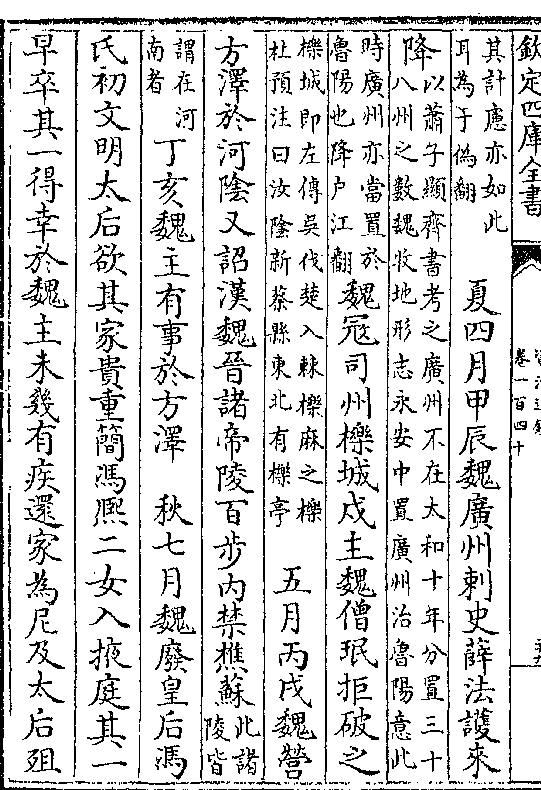 欽定四庫全書
卷一百四十
其計慮亦如此
耳為于偽翻
夏四月甲辰魏廣州刺史薛法護來
降
以蕭子顯齊書考之廣州不在太和十年分置三十
八州之數魏收地形志永安中置廣州治魯陽意此
時廣州亦當置於
魯陽也降户江翻
魏冦司州櫟城戍主魏僧珉拒破之
櫟城即左傳吳伐楚入棘櫟麻之櫟
杜預注曰汝陰新蔡縣東北有櫟亭
五月丙戌魏營
方澤於河陰又詔漢魏晉諸帝陵百步内禁樵蘇
此諸
陵皆
謂在河
南者
丁亥魏主有事於方澤 秋七月魏廢皇后馮
氏初文明太后欲其家貴重簡馮熙二女入掖庭其一
早卒其一得幸於魏主未幾有疾還家為尼及太后殂